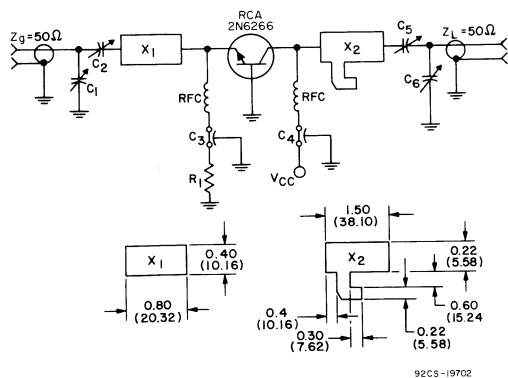 RCA
2N6266
Zg=50Ω
C2
X1
C1
X2
C5
ZL=50Ω
C6
RFC
RFC
C3
C4
R1
VCC
X1
0.40
(10.16)
0.80
(20.32)
1.50
(38.10)
X2
0.22
(5.58)
0.60
(15.24
0.4
(10.16)
0.30
(7.62)
0.22
(5.58)
92CS-19702